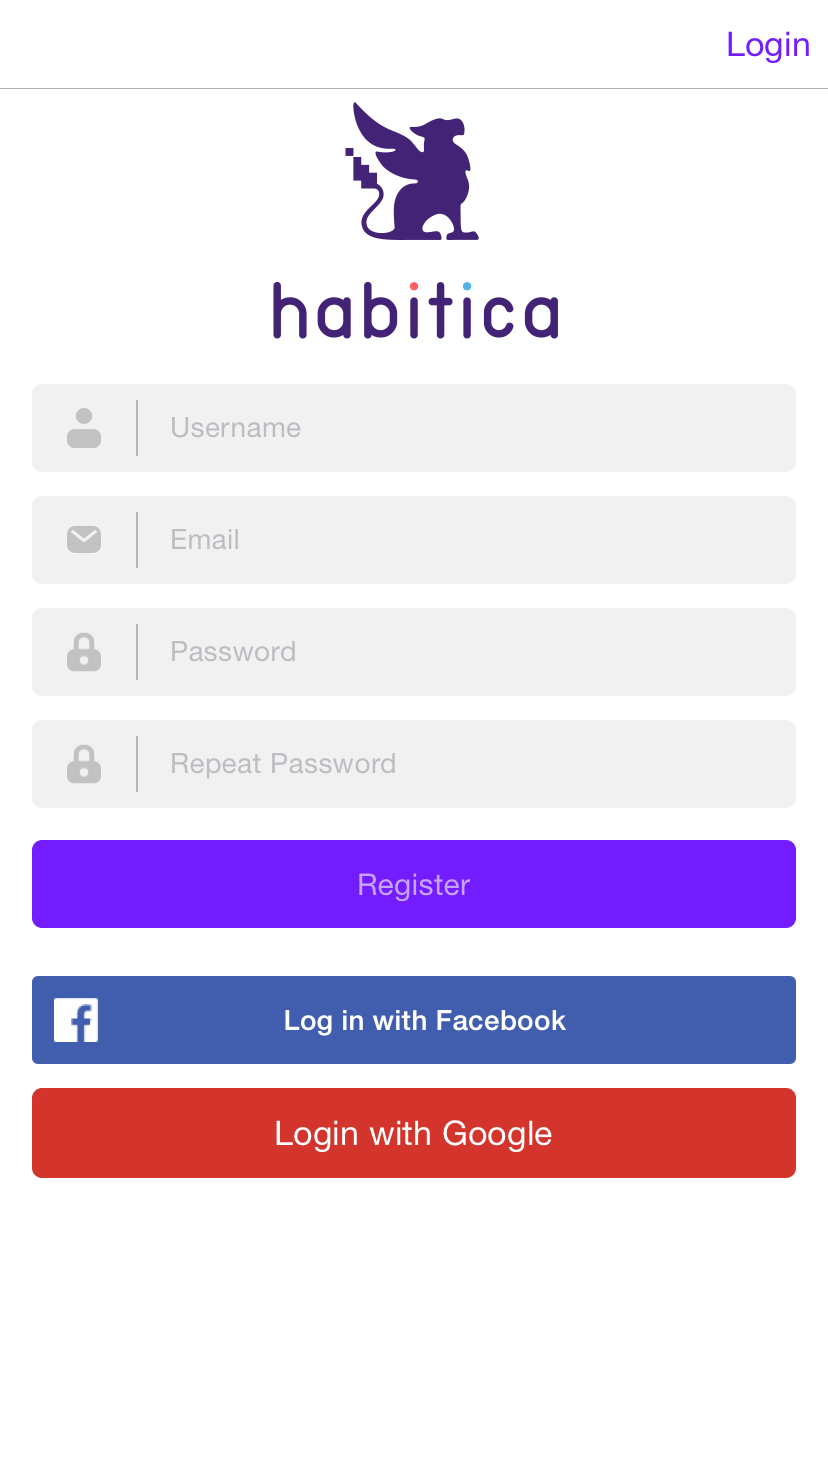 Login
habitica
Username
Email
Password
Repeat Password
Register
Log in with Facebook
Login with Google